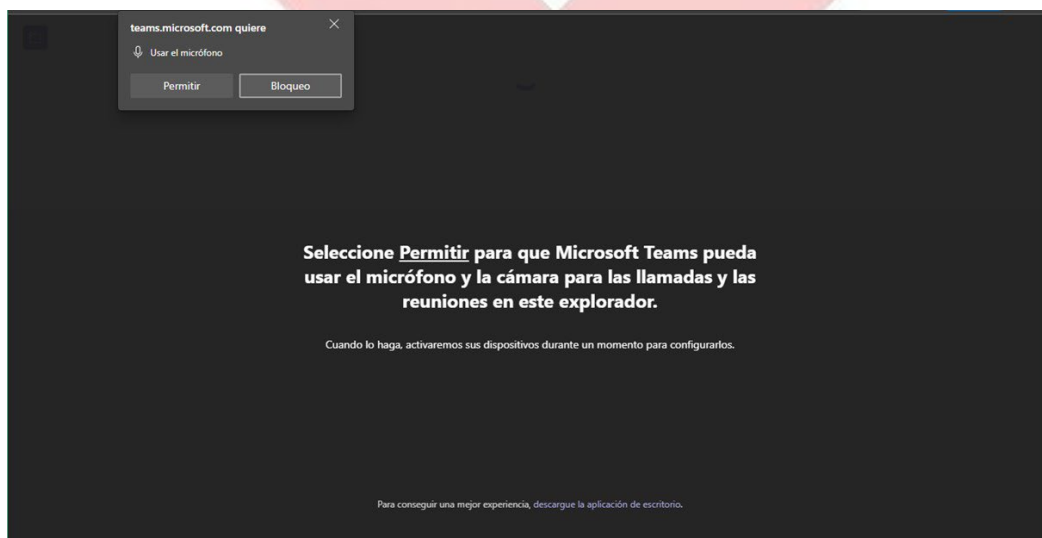 teams.microsoft.com quiere
Usar el micrófono
Permitir Bloqueo
Seleccione Permitir para que Microsoft Teams pueda
usar el micrófono y la cámara para las llamadas y las
reuniones en este explorador.
Cuando lo haga, activaremos sus dispositivos durante un momento para configurarlos.
Para conseguir una mejor experiencia, descargue la aplicación de escritorio.